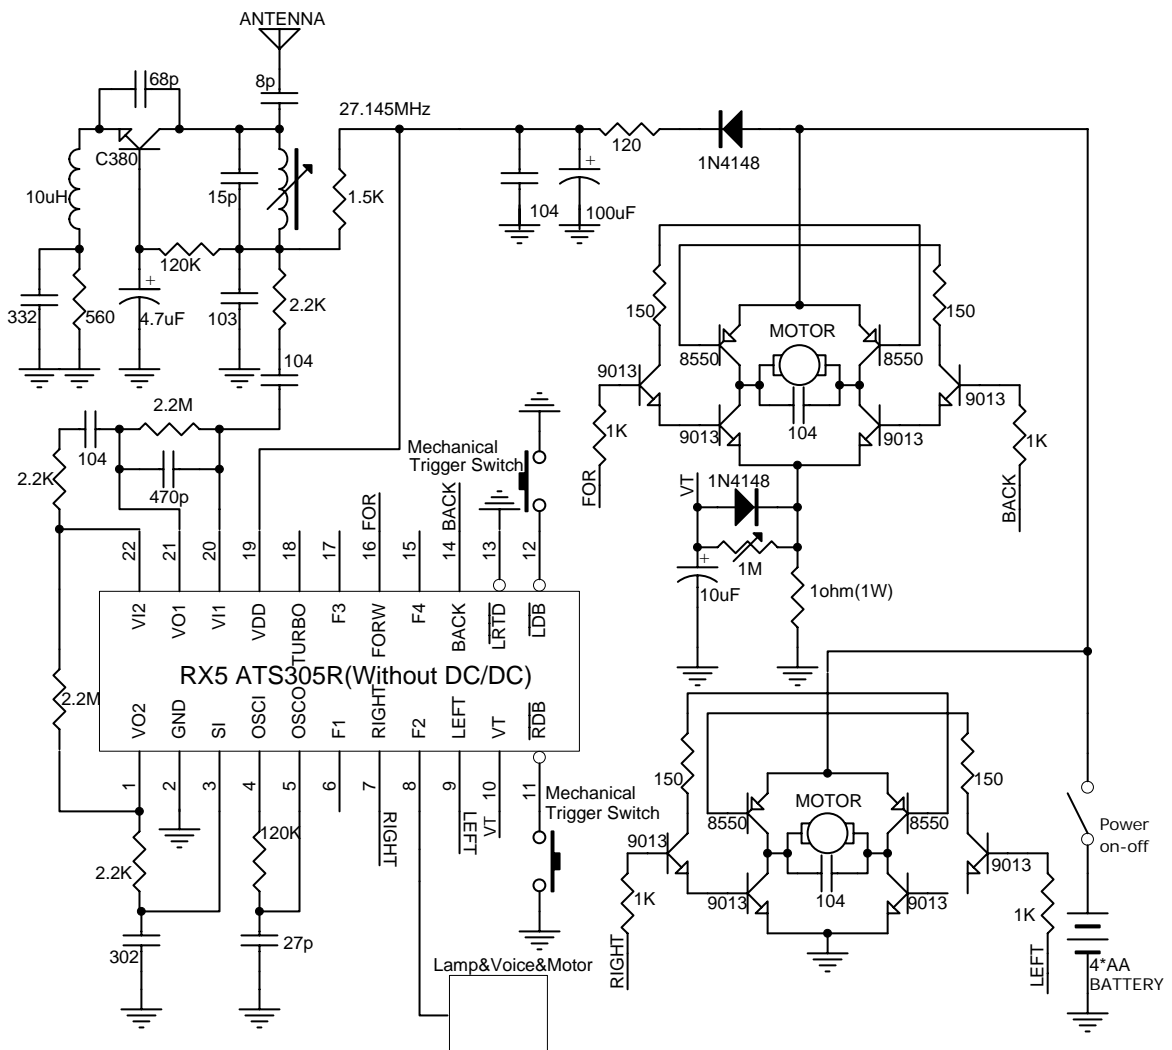 ANTENNA
68p
8p
27.145MHz
C380
120
1N4148
10uH
15p
1.5K
104
100uF
120K
332
560
4.7uF
103
2.2K
150
150
MOTOR
8550
8550
104
9013
9013
2.2M
9013
9013
104
1K
1K
104
Mechanical
Trigger Switch
2.2K
470p
FOR
BACK
FOR
BACK
VT
1N4148
22
21
20
19
18
17
16
15
14
13
12
1M
10uF
1ohm(1W)
VI2
VO1
VI1
VDD
TURBO
F3
FORW
F4
BACK
LRTD
LDB
RX5 ATS305R(Without DC/DC)
2.2M
VO2
GND
SI
OSCI
OSCO
F1
RIGHT
F2
LEFT
VT
RDB
1
2
3
4
5
6
7
8
9
10
11
RIGHT
LEFT
VT
Mechanical
Trigger Switch
150
150
MOTOR
8550
8550
120K
Power
on-off
9013
9013
2.2K
104
9013
9013
1K
1K
302
27p
RIGHT
LEFT
Lamp&Voice&Motor
4*AA
BATTERY
+
+
+